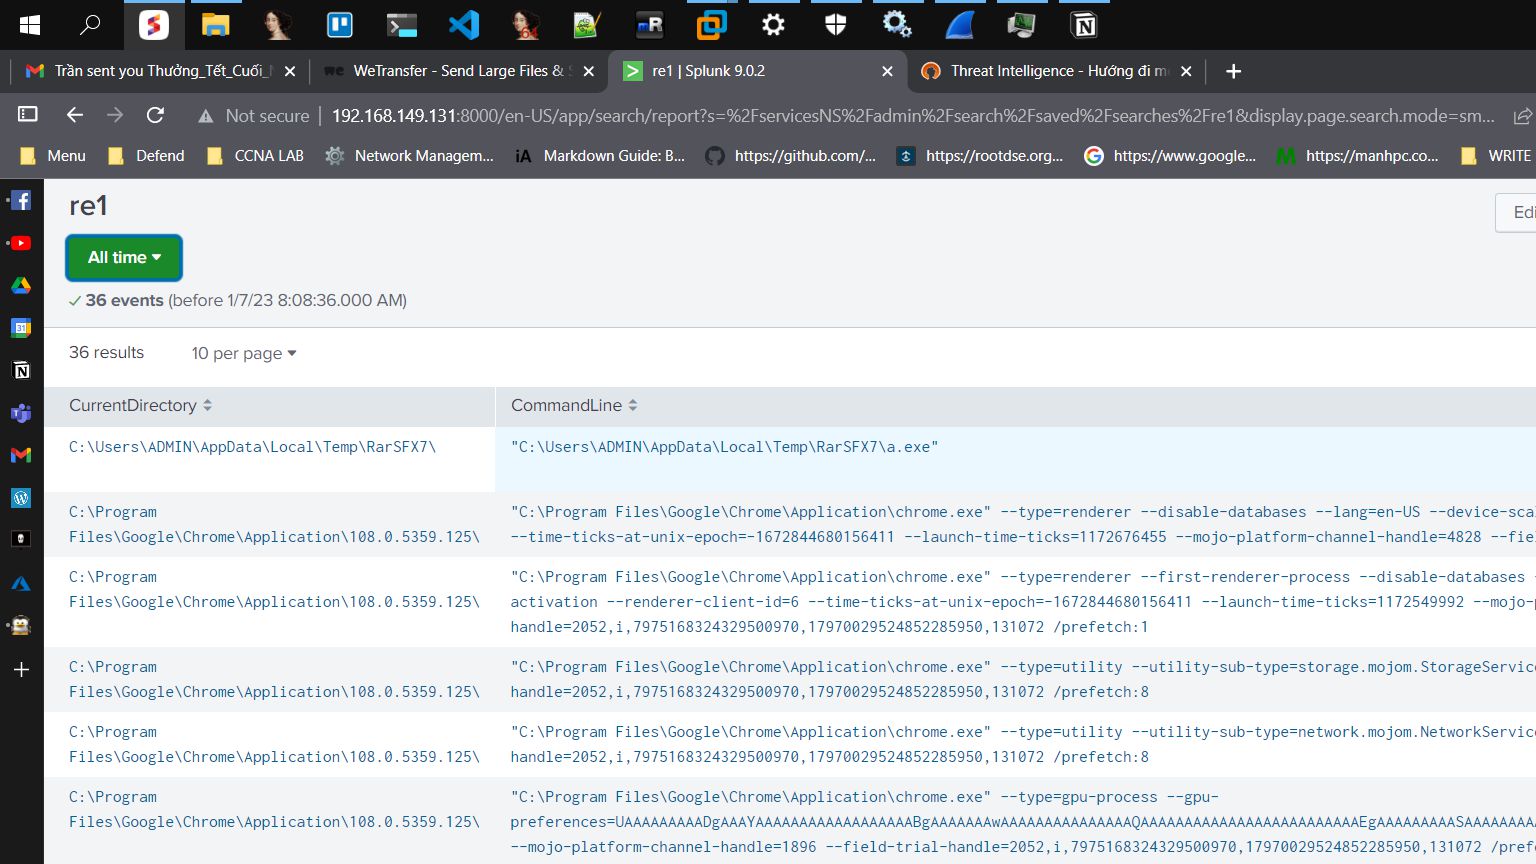 Trần sent you Thưởng_Tết_Cuối_
WeTransfer - Send Large Files &
re1 | Splunk 9.0.2
Threat Intelligence - Hướng đi m
Not secure | 192.168.149.131:8000/en-US/app/search/report?s=%2FservicesNS%2Fadmin%2Fsearch%2Fsaved%2Fsearches%2Fre1&display.page.search.mode=sm...
Menu
Defend
CCNA LAB
Network Managem...
Markdown Guide: B...
https://github.com/...
https://rootdse.org...
https://www.google...
https://manhpc.co...
WRITE
re1
Edi
All time
36 events (before 1/7/23 8:08:36.000 AM)
36 results
10 per page
CurrentDirectory
CommandLine
C:\Users\ADMIN\AppData\Local\Temp\RarSFX7\
"C:\Users\ADMIN\AppData\Local\Temp\RarSFX7\a.exe"
C:\Program
Files\Google\Chrome\Application\108.0.5359.125\
"C:\Program Files\Google\Chrome\Application\chrome.exe" --type=renderer --disable-databases --lang=en-US --device-sca
--time-ticks-at-unix-epoch=-1672844680156411 --launch-time-ticks=1172676455 --mojo-platform-channel-handle=4828 --fie
C:\Program
Files\Google\Chrome\Application\108.0.5359.125\
"C:\Program Files\Google\Chrome\Application\chrome.exe" --type=renderer --first-renderer-process --disable-databases -
activation --renderer-client-id=6 --time-ticks-at-unix-epoch=-1672844680156411 --launch-time-ticks=1172549992 --mojo-p
handle=2052,i,7975168324329500970,17970029524852285950,131072 /prefetch:1
C:\Program
Files\Google\Chrome\Application\108.0.5359.125\
"C:\Program Files\Google\Chrome\Application\chrome.exe" --type=utility --utility-sub-type=storage.mojom.StorageService
handle=2052,i,7975168324329500970,17970029524852285950,131072 /prefetch:8
C:\Program
Files\Google\Chrome\Application\108.0.5359.125\
"C:\Program Files\Google\Chrome\Application\chrome.exe" --type=utility --utility-sub-type=network.mojom.NetworkService
handle=2052,i,7975168324329500970,17970029524852285950,131072 /prefetch:8
C:\Program
Files\Google\Chrome\Application\108.0.5359.125\
"C:\Program Files\Google\Chrome\Application\chrome.exe" --type=gpu-process --gpu-
--mojo-platform-channel-handle=1896 --field-trial-handle=2052,i,7975168324329500970,17970029524852285950,131072 /pref